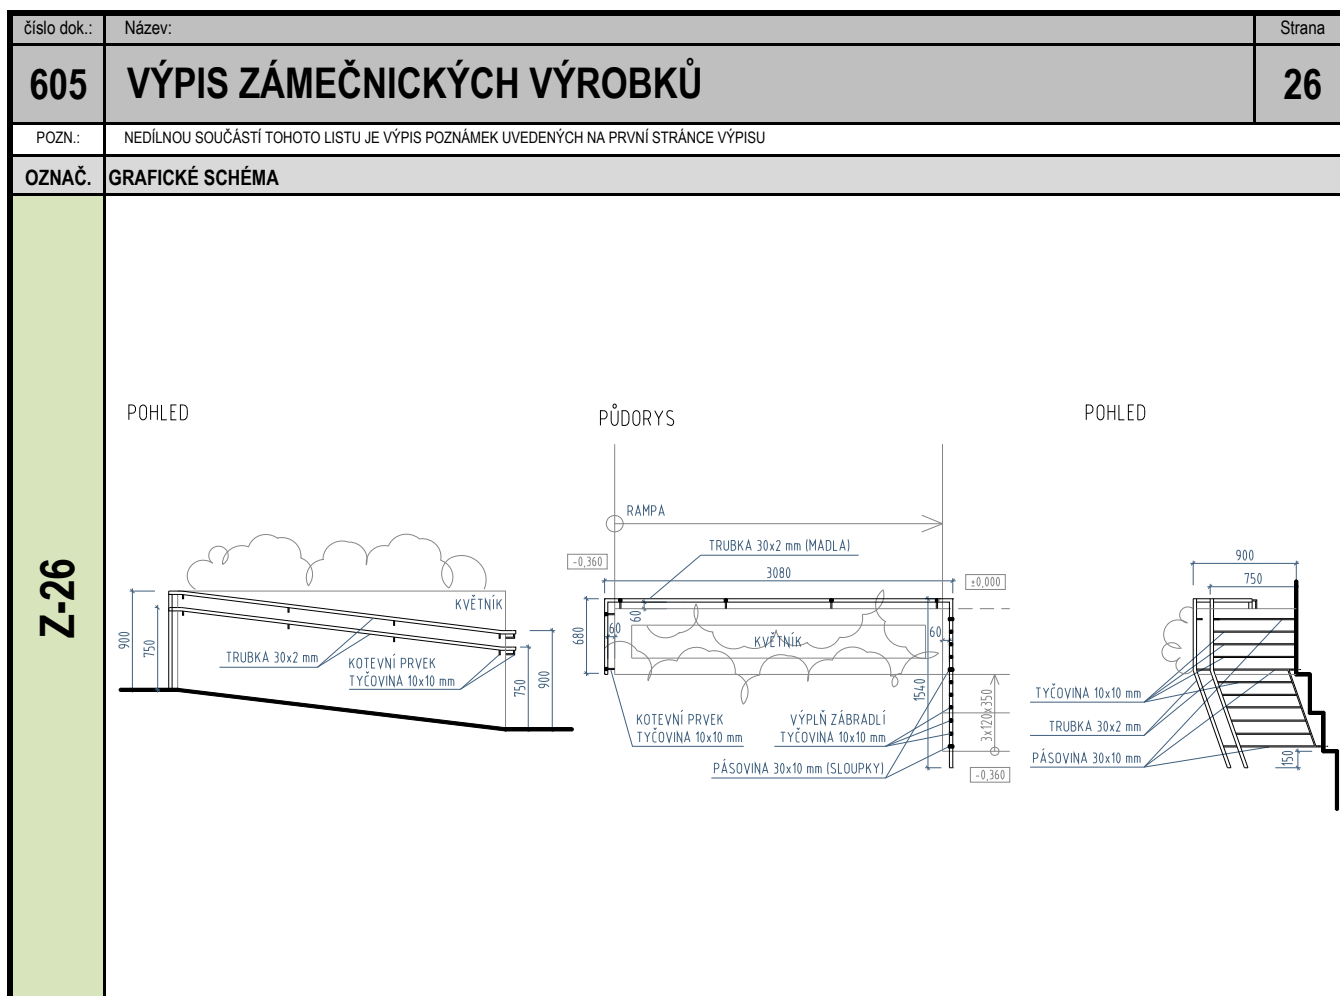 číslo dok.: Název: Strana
605 VÝPIS ZÁMEČNICKÝCH VÝROBKŮ 26
POZN.: NEDÍLNOU SOUČÁSTÍ TOHOTO LISTU JE VÝPIS POZNÁMEK UVEDENÝCH NA PRVNÍ STRÁNCE VÝPISU
OZNAČ. GRAFICKÉ SCHÉMA
Z-26
POHLED
KVĚTNÍK
900
750
TRUBKA 30x2 mm
KOTEVNÍ PRVEK
TYČOVINA 10x10 mm
750
900
PŮDORYS
RAMPA
TRUBKA 30x2 mm (MADLA)
-0,360
3080
±0,000
680
60
60
KVĚTNÍK
60
1540
3x120x350
KOTEVNÍ PRVEK
TYČOVINA 10x10 mm
VÝPLŇ ZÁBRADLÍ
TYČOVINA 10x10 mm
PÁSOVINA 30x10 mm (SLOUPKY)
-0,360
POHLED
900
750
TYČOVINA 10x10 mm
TRUBKA 30x2 mm
PÁSOVINA 30x10 mm
150